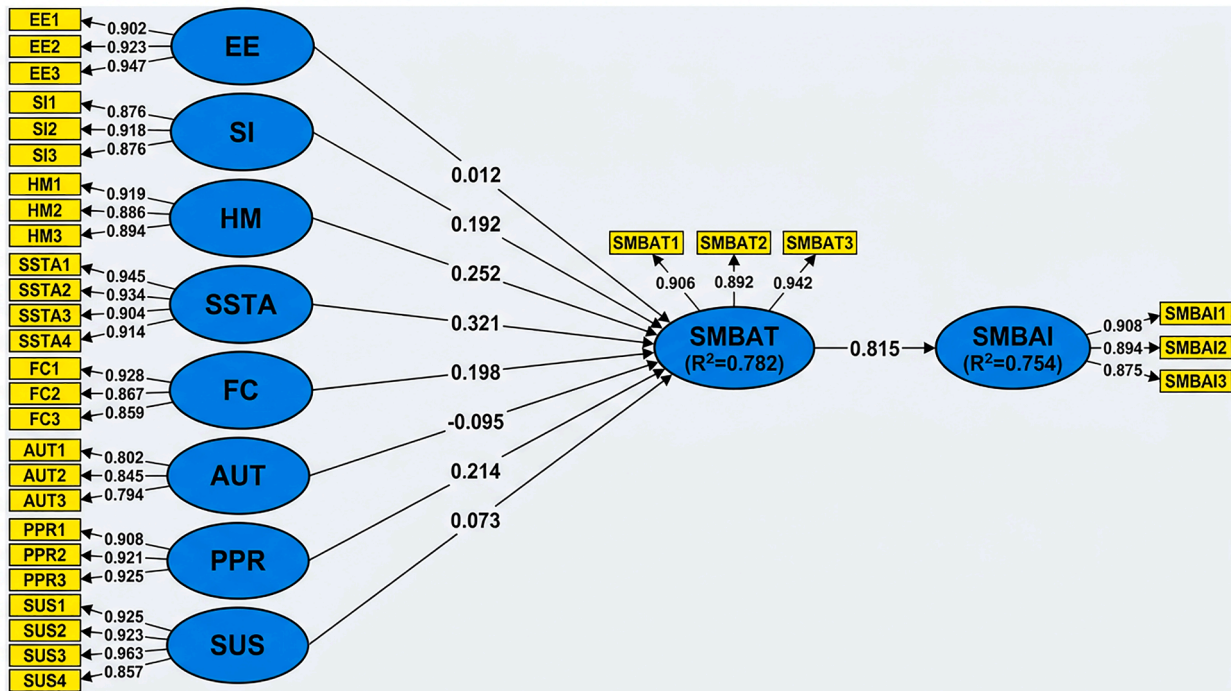 EE1
0.902
EE2
0.923
EE3
0.947
EE
SI1
0.876
SI2
0.918
SI3
0.876
SI
HM1
0.919
HM2
0.886
HM3
0.894
HM
SSTA1
0.945
SSTA2
0.934
SSTA3
0.904
SSTA4
0.914
SSTA
FC1
0.928
FC2
0.867
FC3
0.859
FC
AUT1
0.802
AUT2
0.845
AUT3
0.794
AUT
PPR1
0.908
PPR2
0.921
PPR3
0.925
PPR
SUS1
0.925
SUS2
0.923
SUS3
0.963
SUS4
0.857
SUS
0.012
0.192
0.252
0.321
0.198
-0.095
0.214
0.073
SMBAT1
SMBAT2
SMBAT3
0.906
0.892
0.942
SMBAT
(R²=0.782)
0.815
SMBAI
(R²=0.754)
0.908
SMBAI1
0.894
SMBAI2
0.875
SMBAI3